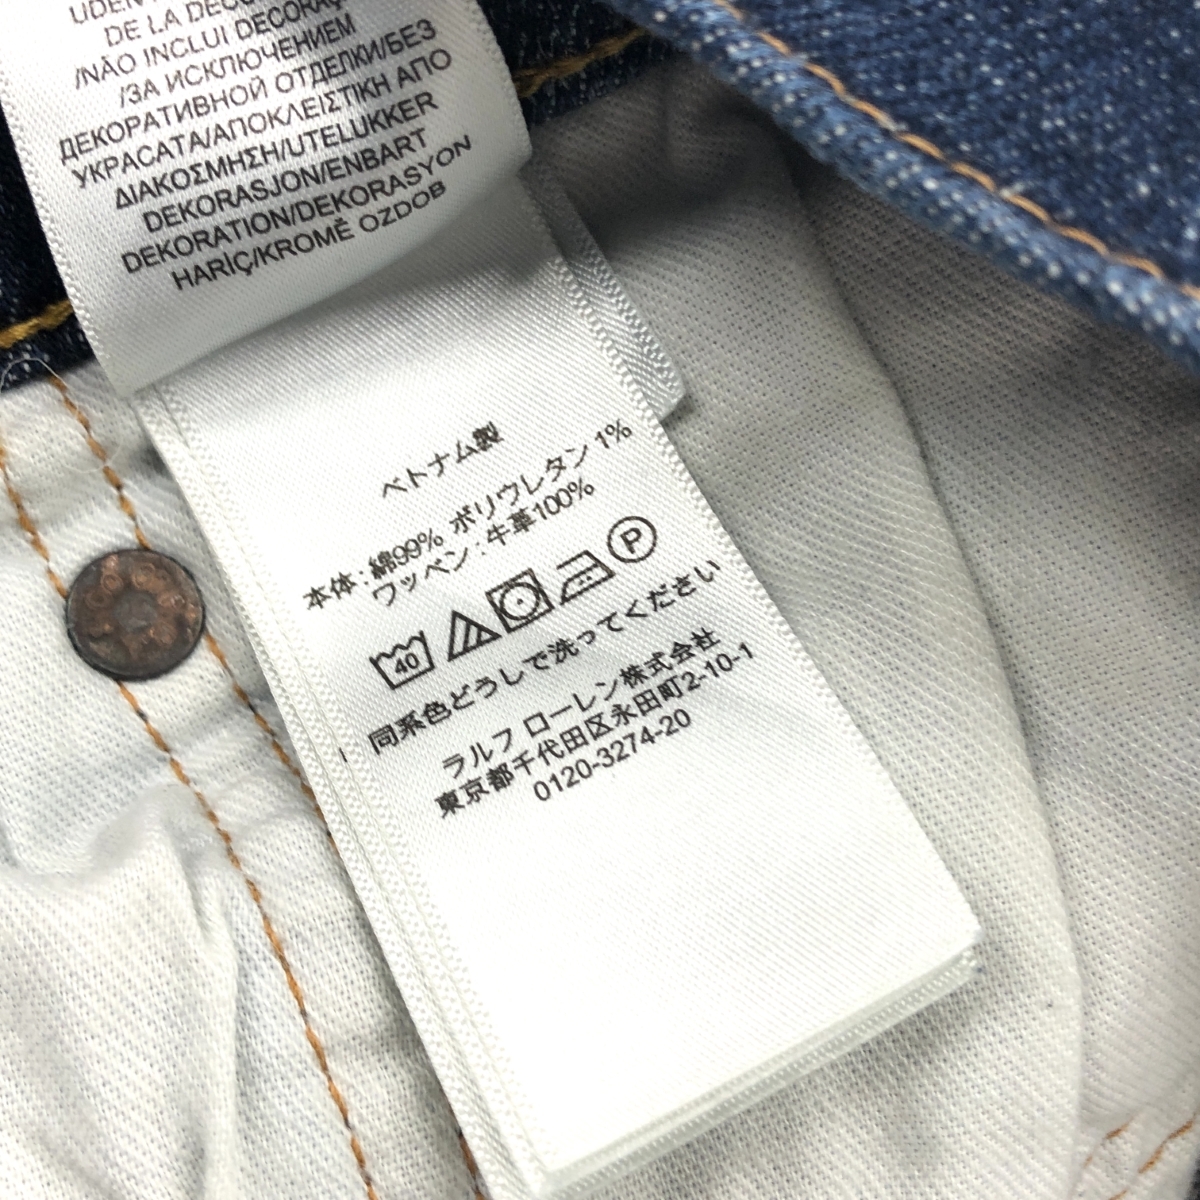 DE LA DÉCO
/NÃO INCLUI DECORAÇ
/ЗА ИСКЛЮЧЕНИЕМ
ДЕКОРАТИВНОЙ ОТДЕЛКИ/БЕЗ
УКРАСАТА/ΑΠΟΚΛΕΙΣΤΙΚΗ ΑΠΟ
ΔΙΑΚΟΣΜΗΣΗ/UTELUKKER
DEKORASJON/ENBART
DEKORATION/DEKORASYON
HARİÇ/KROMĚ OZDOB
ベトナム製
本体:綿99% ポリウレタン 1%
ワッペン:牛革100%
40 P
同系色どうしで洗ってください
ラルフ ローレン株式会社
東京都千代田区永田町2-10-1
0120-3274-20